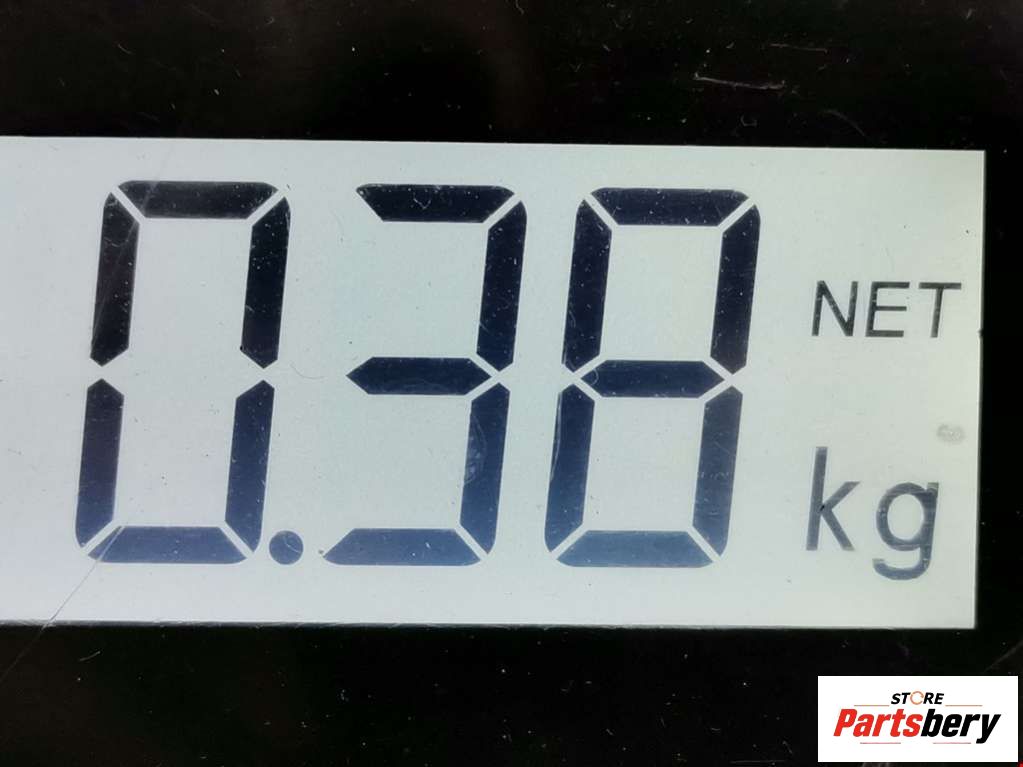 0.38 NET
kg
STORE
Partsbery